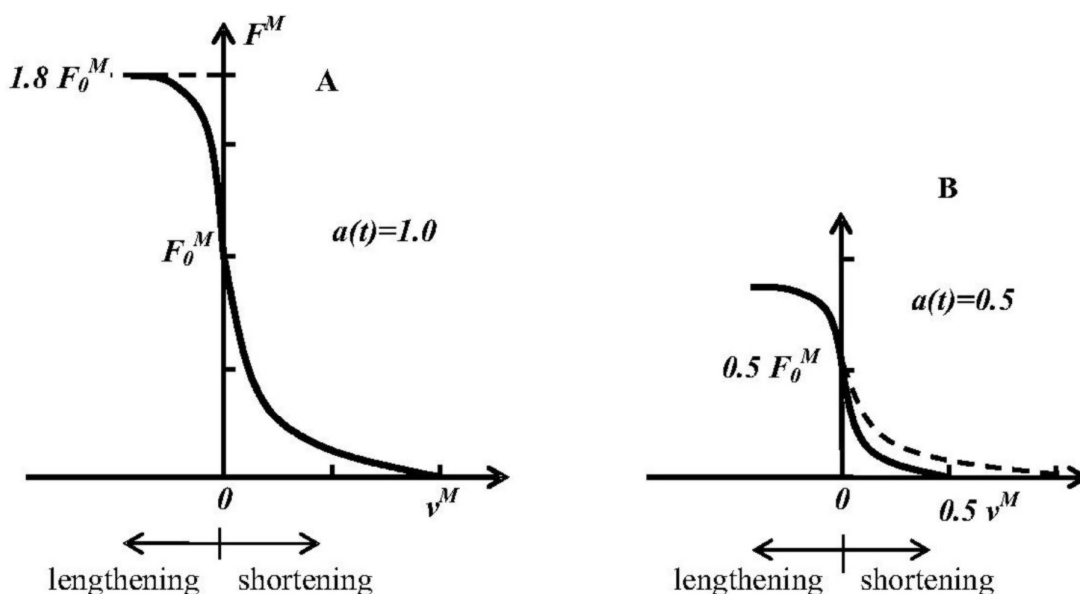 F₀ᴹ
A
1.8 F₀ᴹ
a(t)=1.0
F₀ᴹ
0
vᴹ
lengthening
shortening
B
a(t)=0.5
0.5 F₀ᴹ
0
0.5 vᴹ
lengthening
shortening